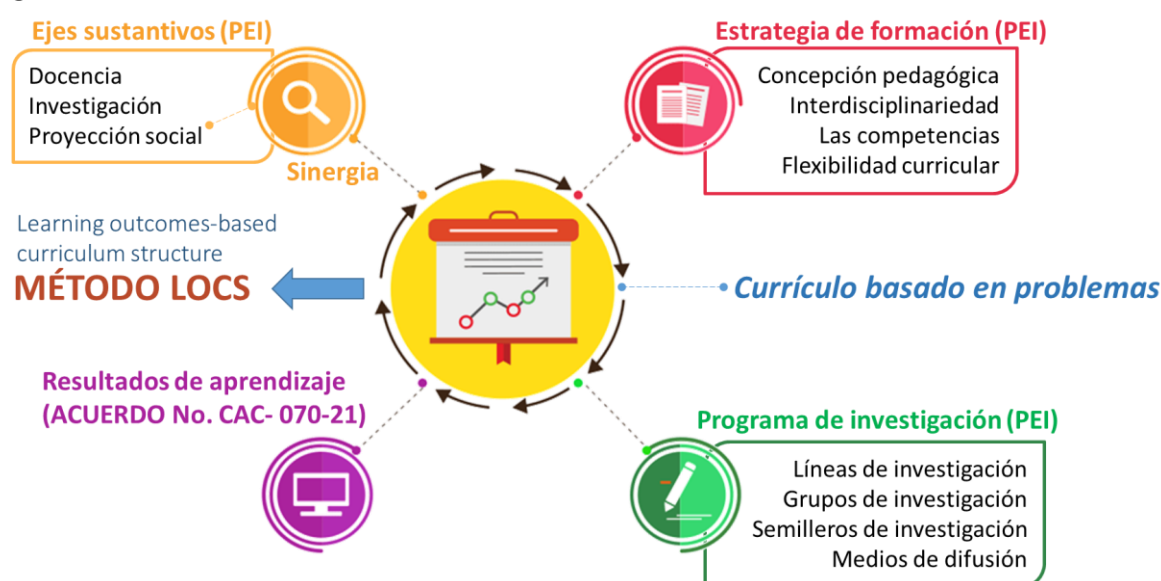 Ejes sustantivos (PEI)
Docencia
Investigación
Proyección social
Sinergia
Estrategia de formación (PEI)
Concepción pedagógica
Interdisciplinariedad
Las competencias
Flexibilidad curricular
Learning outcomes-based
curriculum structure
MÉTODO LOCS
Currículo basado en problemas
Resultados de aprendizaje
(ACUERDO No. CAC- 070-21)
Programa de investigación (PEI)
Líneas de investigación
Grupos de investigación
Semilleros de investigación
Medios de difusión